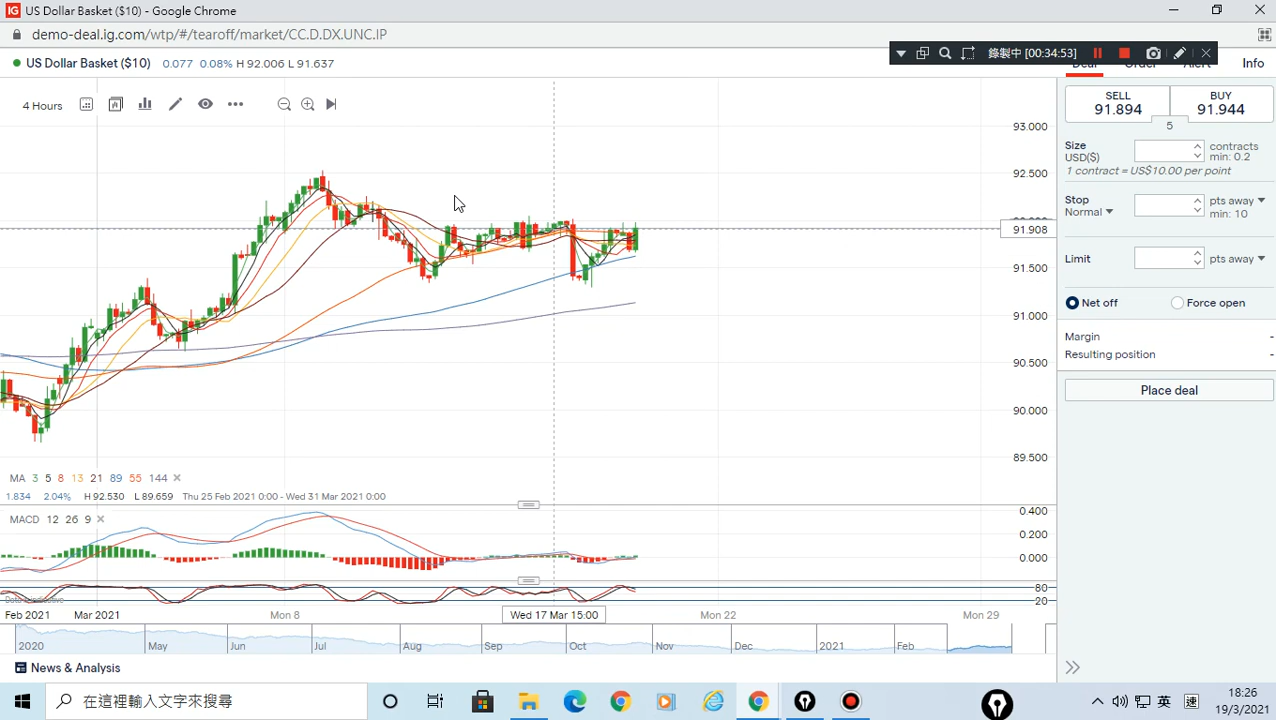 IG US Dollar Basket ($10) - Google Chrome
demo-deal.ig.com/wtp/#/tearoff/market/CC.D.DX.UNC.IP
US Dollar Basket ($10) 0.077 0.08% H 92.006 L 91.637
錄製中 [00:34:53]
Info
4 Hours
SELL
91.894
BUY
91.944
5
Size
USD($)
contracts
min: 0.2
1 contract = US$10.00 per point
Stop
Normal
pts away
min: 10
Limit
pts away
Net off
Force open
Margin
-
Resulting position
-
Place deal
93.000
92.500
91.908
91.500
91.000
90.500
90.000
89.500
MA 3 5 8 13 21 89 55 144
1.834 2.04% H 92.530 L 89.659 Thu 25 Feb 2021 0:00 - Wed 31 Mar 2021 0:00
MACD 12 26 9
0.400
0.200
0.000
80
20
Feb 2021 Mar 2021 Mon 8 Wed 17 Mar 15:00 Mon 22 Mon 29
2020 May Jun Jul Aug Sep Oct Nov Dec 2021 Feb
News & Analysis
在這裡輸入文字來搜尋
英
18:26
19/3/2021